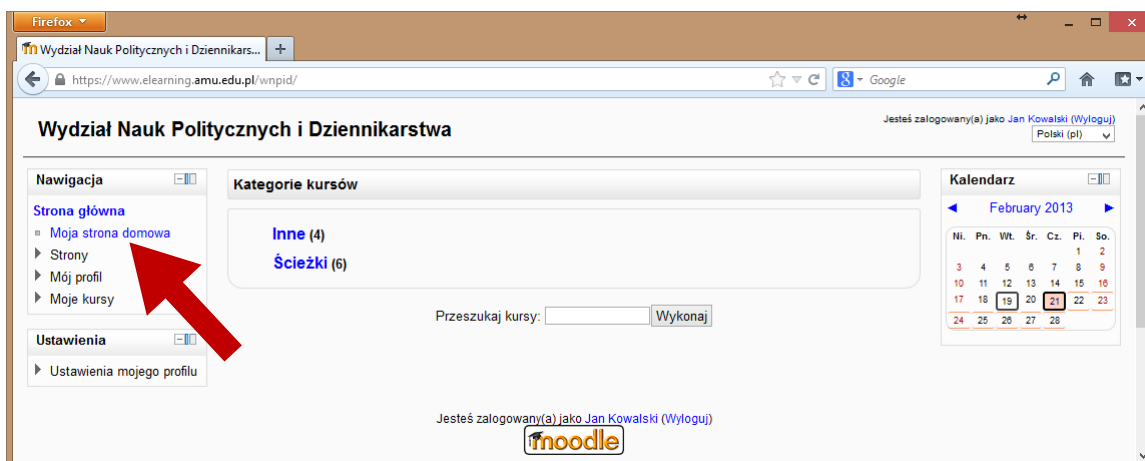 Firefox
Wydział Nauk Politycznych i Dziennikars...
https://www.elearning.amu.edu.pl/wnpid/
Google
Wydział Nauk Politycznych i Dziennikarstwa
Jesteś zalogowany(a) jako Jan Kowalski (Wyloguj)
Polski (pl)
Nawigacja
Strona główna
Moja strona domowa
Strony
Mój profil
Moje kursy
Ustawienia
Ustawienia mojego profilu
Kategorie kursów
Inne (4)
Ścieżki (6)
Przeszukaj kursy: Wykonaj
Kalendarz
February 2013
Ni. Pn. Wt. Śr. Cz. Pi. So.
1 2
3 4 5 6 7 8 9
10 11 12 13 14 15 16
17 18 19 20 21 22 23
24 25 26 27 28
Jesteś zalogowany(a) jako Jan Kowalski (Wyloguj)
moodle